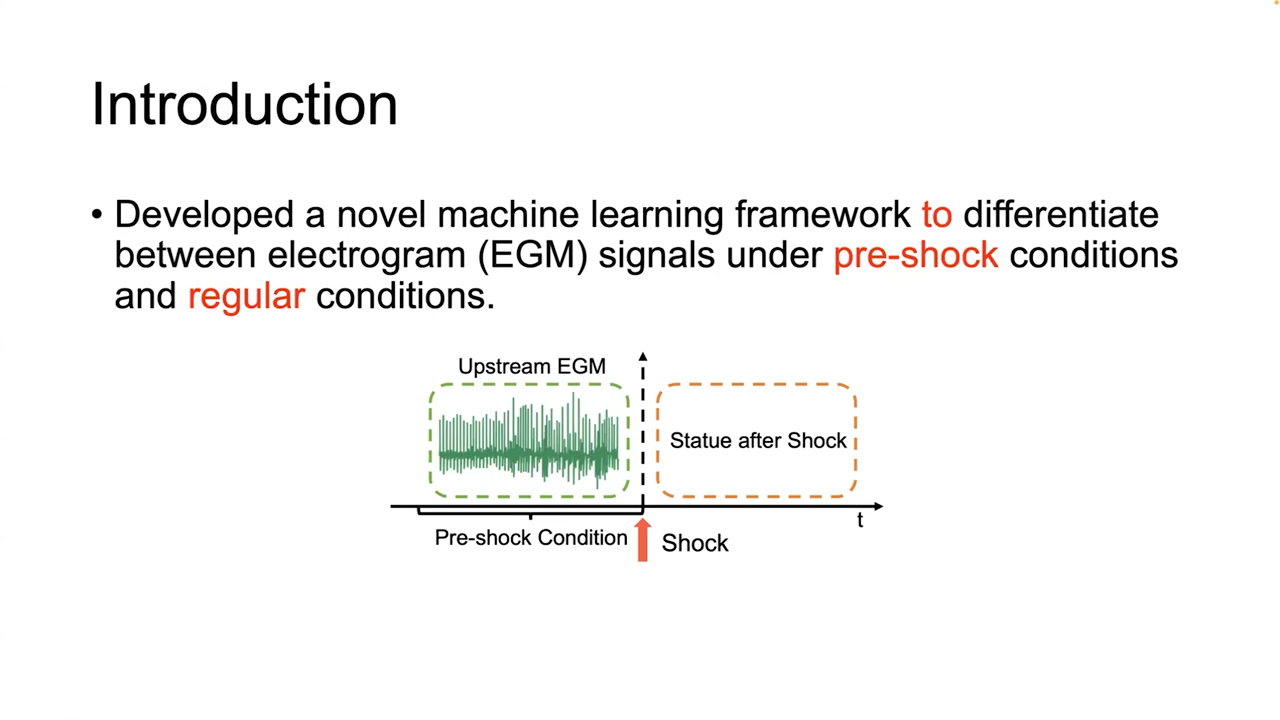 Introduction
• Developed a novel machine learning framework to differentiate
between electrogram (EGM) signals under pre-shock conditions
and regular conditions.
Upstream EGM
Statue after Shock
t
Pre-shock Condition
Shock